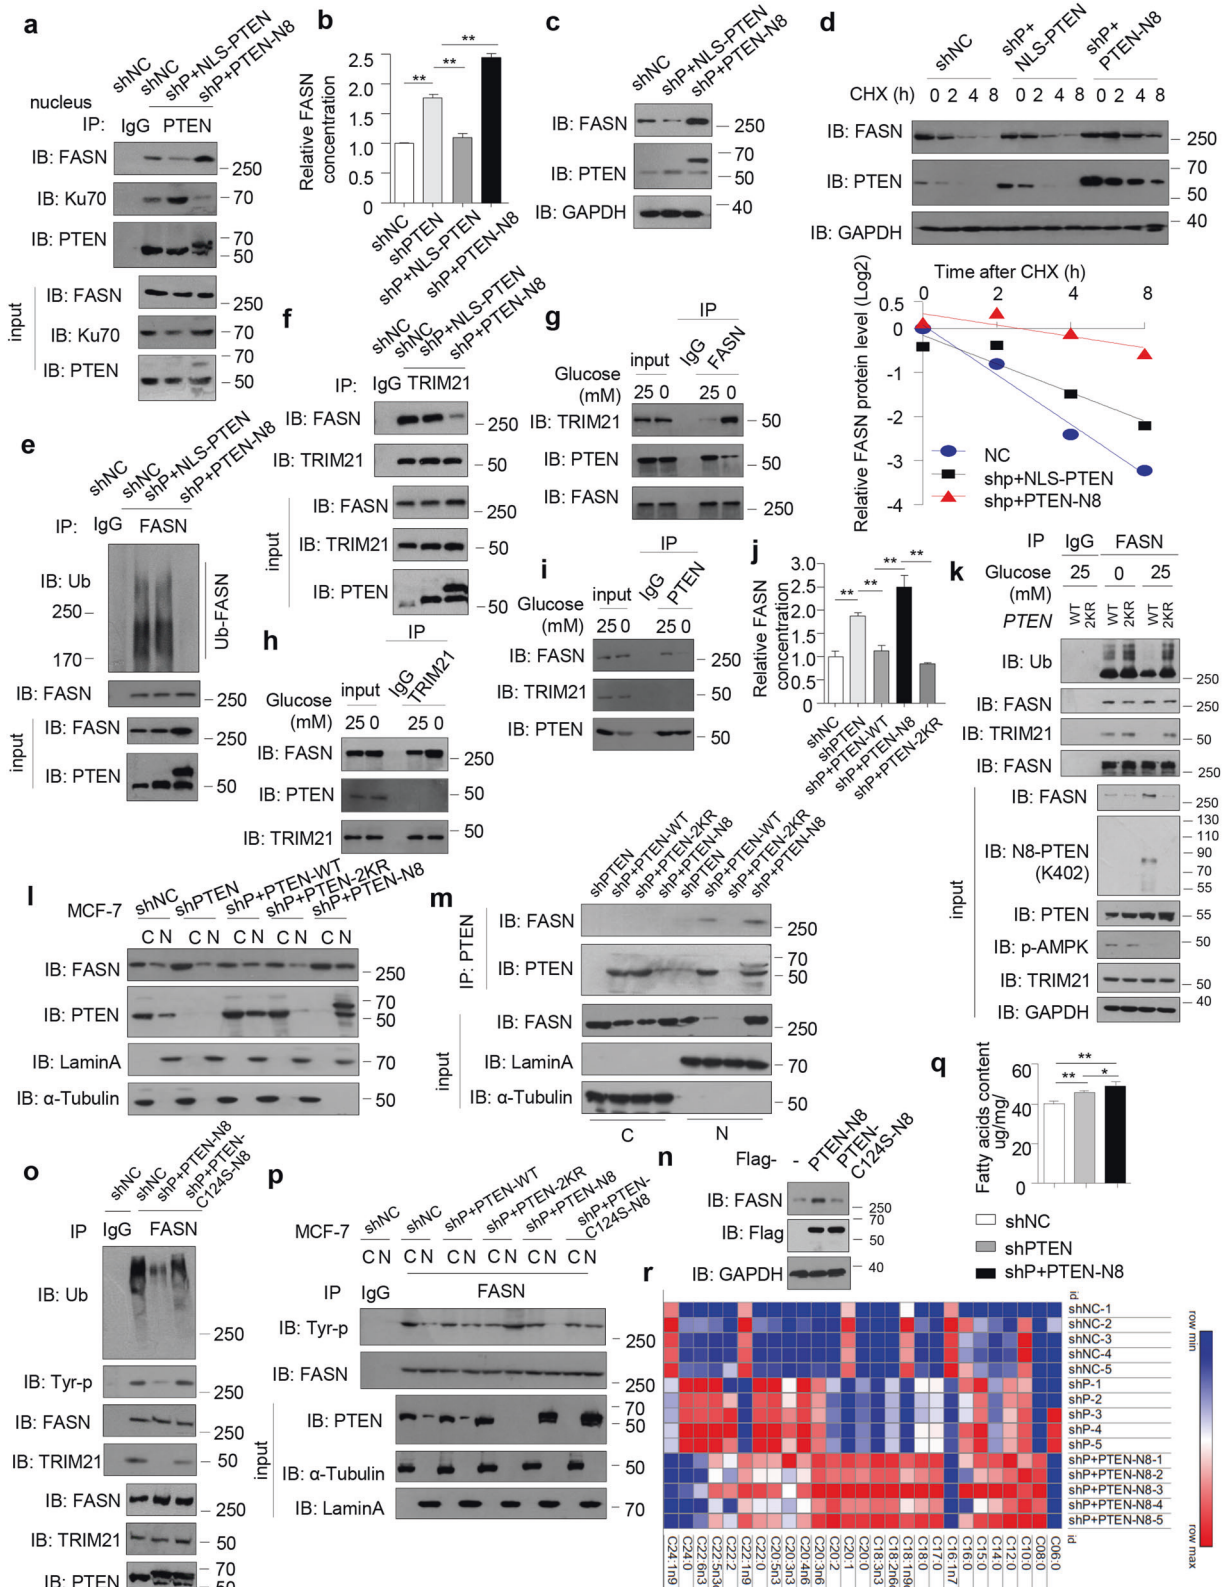 a
shNC
shNC
shP+NLS-PTEN
shP+PTEN-N8
nucleus
IP: IgG PTEN
IB: FASN
250
IB: Ku70
70
IB: PTEN
70
50
input
IB: FASN
250
IB: Ku70
70
70
IB: PTEN
50
b
Relative FASN concentration
2.5
2.0
1.5
1.0
0.5
0
**
**
**
shNC
shPTEN
shP+NLS-PTEN
shP+PTEN-N8
c
shNC
shP+NLS-PTEN
shP+PTEN-N8
IB: FASN
250
IB: PTEN
70
50
IB: GAPDH
40
d
shNC
shP+ NLS-PTEN
shP+ PTEN-N8
CHX (h) 0 2 4 8 0 2 4 8 0 2 4 8
IB: FASN
250
IB: PTEN
70
50
IB: GAPDH
40
Time after CHX (h)
0 2 4 8
Relative FASN protein level (Log2)
0.5
0
-1
-2
-3
-4
NC
shp+NLS-PTEN
shp+PTEN-N8
e
shNC
shNC
shP+NLS-PTEN
shP+PTEN-N8
IP: IgG FASN
IB: Ub
250
170
Ub-FASN
IB: FASN
250
input
IB: FASN
250
IB: PTEN
50
f
shNC
shNC
shP+NLS-PTEN
shP+PTEN-N8
IP: IgG TRIM21
IB: FASN
250
IB: TRIM21
50
input
IB: FASN
250
IB: TRIM21
50
IB: PTEN
50
g
IP
input IgG FASN
Glucose (mM) 25 0 25 0
IB: TRIM21
50
IB: PTEN
50
IB: FASN
250
h
IP
input IgG TRIM21
Glucose (mM) 25 0 25 0
IB: FASN
250
IB: PTEN
50
IB: TRIM21
50
i
IP
input IgG PTEN
Glucose (mM) 25 0 25 0
IB: FASN
250
IB: TRIM21
50
IB: PTEN
50
j
Relative FASN concentration
3.0
2.5
2.0
1.5
1.0
0.5
0
**
**
**
**
shNC
shPTEN
shP+PTEN-WT
shP+PTEN-N8
shP+PTEN-2KR
k
IP IgG FASN
Glucose (mM) 25 0 25
PTEN WT 2KR WT 2KR WT 2KR
IB: Ub
250
IB: FASN
IB: TRIM21
IB: FASN
250
input
IB: FASN
250
IB: N8-PTEN (K402)
130
110
90
70
55
IB: PTEN
55
IB: p-AMPK
50
IB: TRIM21
50
IB: GAPDH
40
l
MCF-7
shNC
shPTEN
shP+PTEN-WT
shP+PTEN-2KR
shP+PTEN-N8
C N C N C N C N C N
IB: FASN
250
IB: PTEN
70
50
IB: LaminA
70
IB: α-Tubulin
50
m
shPTEN
shP+PTEN-WT
shP+PTEN-2KR
shP+PTEN-N8
shPTEN
shP+PTEN-WT
shP+PTEN-2KR
shP+PTEN-N8
IP: PTEN
IB: FASN
250
IB: PTEN
70
50
input
IB: FASN
250
IB: LaminA
70
IB: α-Tubulin
50
C N
n
Flag- - PTEN-N8 PTEN-C124S-N8
IB: FASN
250
70
IB: Flag
50
IB: GAPDH
40
o
shNC
shNC
shP+PTEN-N8
shP+PTEN-C124S-N8
IP IgG FASN
IB: Ub
250
IB: Tyr-p
250
IB: FASN
IB: TRIM21
50
IB: FASN
250
IB: TRIM21
50
IB: PTEN
70
p
MCF-7
shNC
shNC
shP+PTEN-WT
shP+PTEN-2KR
shP+PTEN-N8
shP+PTEN-C124S-N8
C N C N C N C N C N
IP IgG FASN
IB: Tyr-p
250
IB: FASN
250
input
IB: PTEN
70
50
IB: α-Tubulin
50
IB: LaminA
70
q
Fatty acids content ug/mg/
60
40
20
0
**
**
*
shNC
shPTEN
shP+PTEN-N8
r
id
shNC-1
shNC-2
shNC-3
shNC-4
shNC-5
shP-1
shP-2
shP-3
shP-4
shP-5
shP+PTEN-N8-1
shP+PTEN-N8-2
shP+PTEN-N8-3
shP+PTEN-N8-4
shP+PTEN-N8-5
id
row min
row max
C24:1n9
C24:0
C22:6n3
C22:5n3
C22:2
C22:1n9
C22:0
C20:5n3
C20:3n3
C20:4n6
C20:3n6
C20:2
C20:1
C20:0
C18:3n3
C18:2n6
C18:1n9
C18:0
C17:0
C16:1n7
C16:0
C15:0
C14:0
C12:0
C10:0
C08:0
C06:0